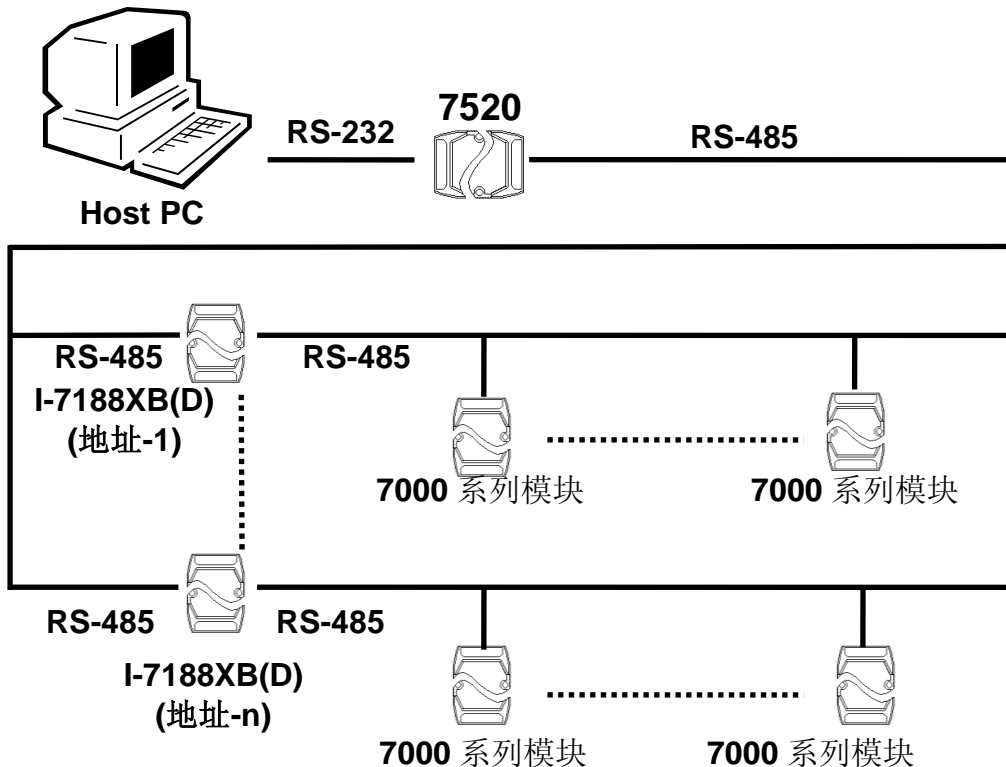 7520
RS-232
RS-485
Host PC
RS-485
RS-485
I-7188XB(D)
(地址-1)
7000 系列模块
7000 系列模块
RS-485
RS-485
I-7188XB(D)
(地址-n)
7000 系列模块
7000 系列模块